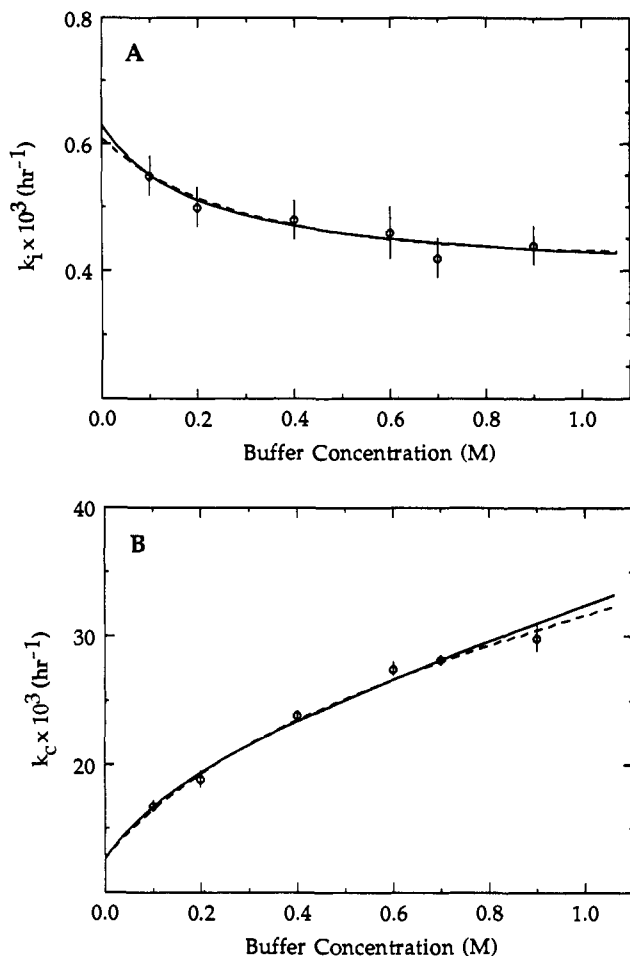 A
0.8
0.6
0.4
k_i x 10^3 (hr^-1)
0.0 0.2 0.4 0.6 0.8 1.0
Buffer Concentration (M)
B
40
30
20
k_c x 10^3 (hr^-1)
0.0 0.2 0.4 0.6 0.8 1.0
Buffer Concentration (M)